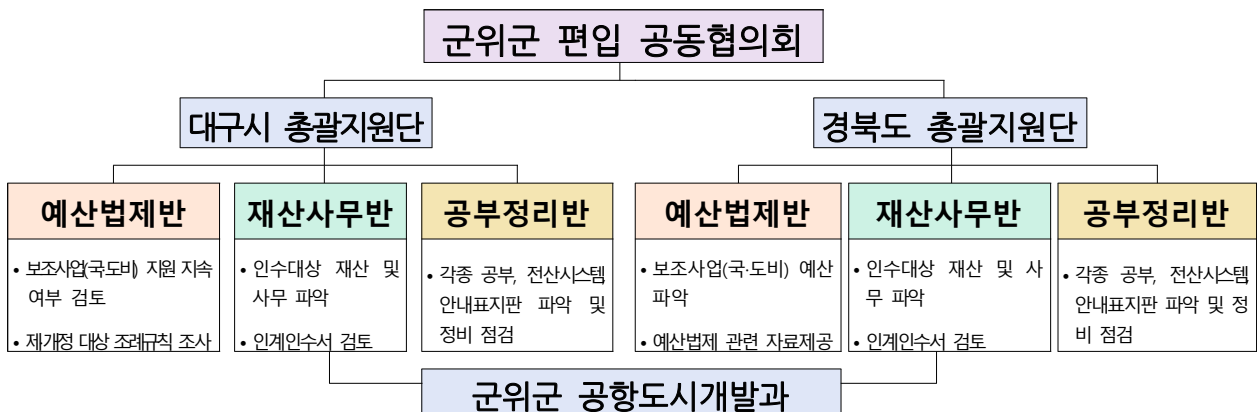 군위군 편입 공동협의회
대구시 총괄지원단
경북도 총괄지원단
예산법제반
• 보조사업(국·도비) 지원 지속
여부 검토
• 제·개정 대상 조례·규칙 조사
재산사무반
• 인수대상 재산 및
사무 파악
• 인계인수서 검토
공부정리반
• 각종 공부, 전산시스템,
안내표지판 파악 및
정비 점검
예산법제반
• 보조사업(국·도비) 예산
파악
• 예산법제 관련 자료제공
재산사무반
• 인수대상 재산 및 사
무 파악
• 인계인수서 검토
공부정리반
• 각종 공부, 전산시스템,
안내표지판 파악 및 정
비 점검
군위군 공항도시개발과